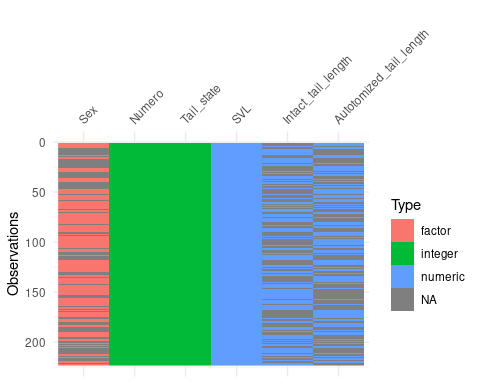 Sex
Numero
Tail_state
SVL
Intact_tail_length
Autotomized_tail_length
0
50
100
150
200
Observations
Type
factor
integer
numeric
NA